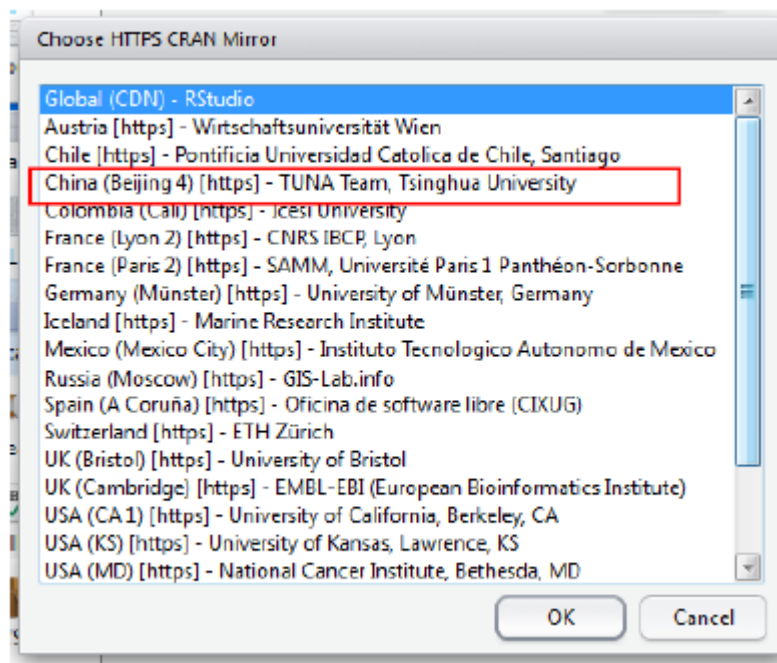 Choose HTTPS CRAN Mirror
Global (CDN) - RStudio
Austria [https] - Wirtschaftsuniversität Wien
Chile [https] - Pontificia Universidad Catolica de Chile, Santiago
China (Beijing 4) [https] - TUNA Team, Tsinghua University
Colombia (Cali) [https] - Icesi University
France (Lyon 2) [https] - CNRS IBCP, Lyon
France (Paris 2) [https] - SAMM, Université Paris 1 Panthéon-Sorbonne
Germany (Münster) [https] - University of Münster, Germany
Iceland [https] - Marine Research Institute
Mexico (Mexico City) [https] - Instituto Tecnologico Autonomo de Mexico
Russia (Moscow) [https] - GIS-Lab.info
Spain (A Coruña) [https] - Oficina de software libre (CIXUG)
Switzerland [https] - ETH Zürich
UK (Bristol) [https] - University of Bristol
UK (Cambridge) [https] - EMBL-EBI (European Bioinformatics Institute)
USA (CA 1) [https] - University of California, Berkeley, CA
USA (KS) [https] - University of Kansas, Lawrence, KS
USA (MD) [https] - National Cancer Institute, Bethesda, MD
OK Cancel